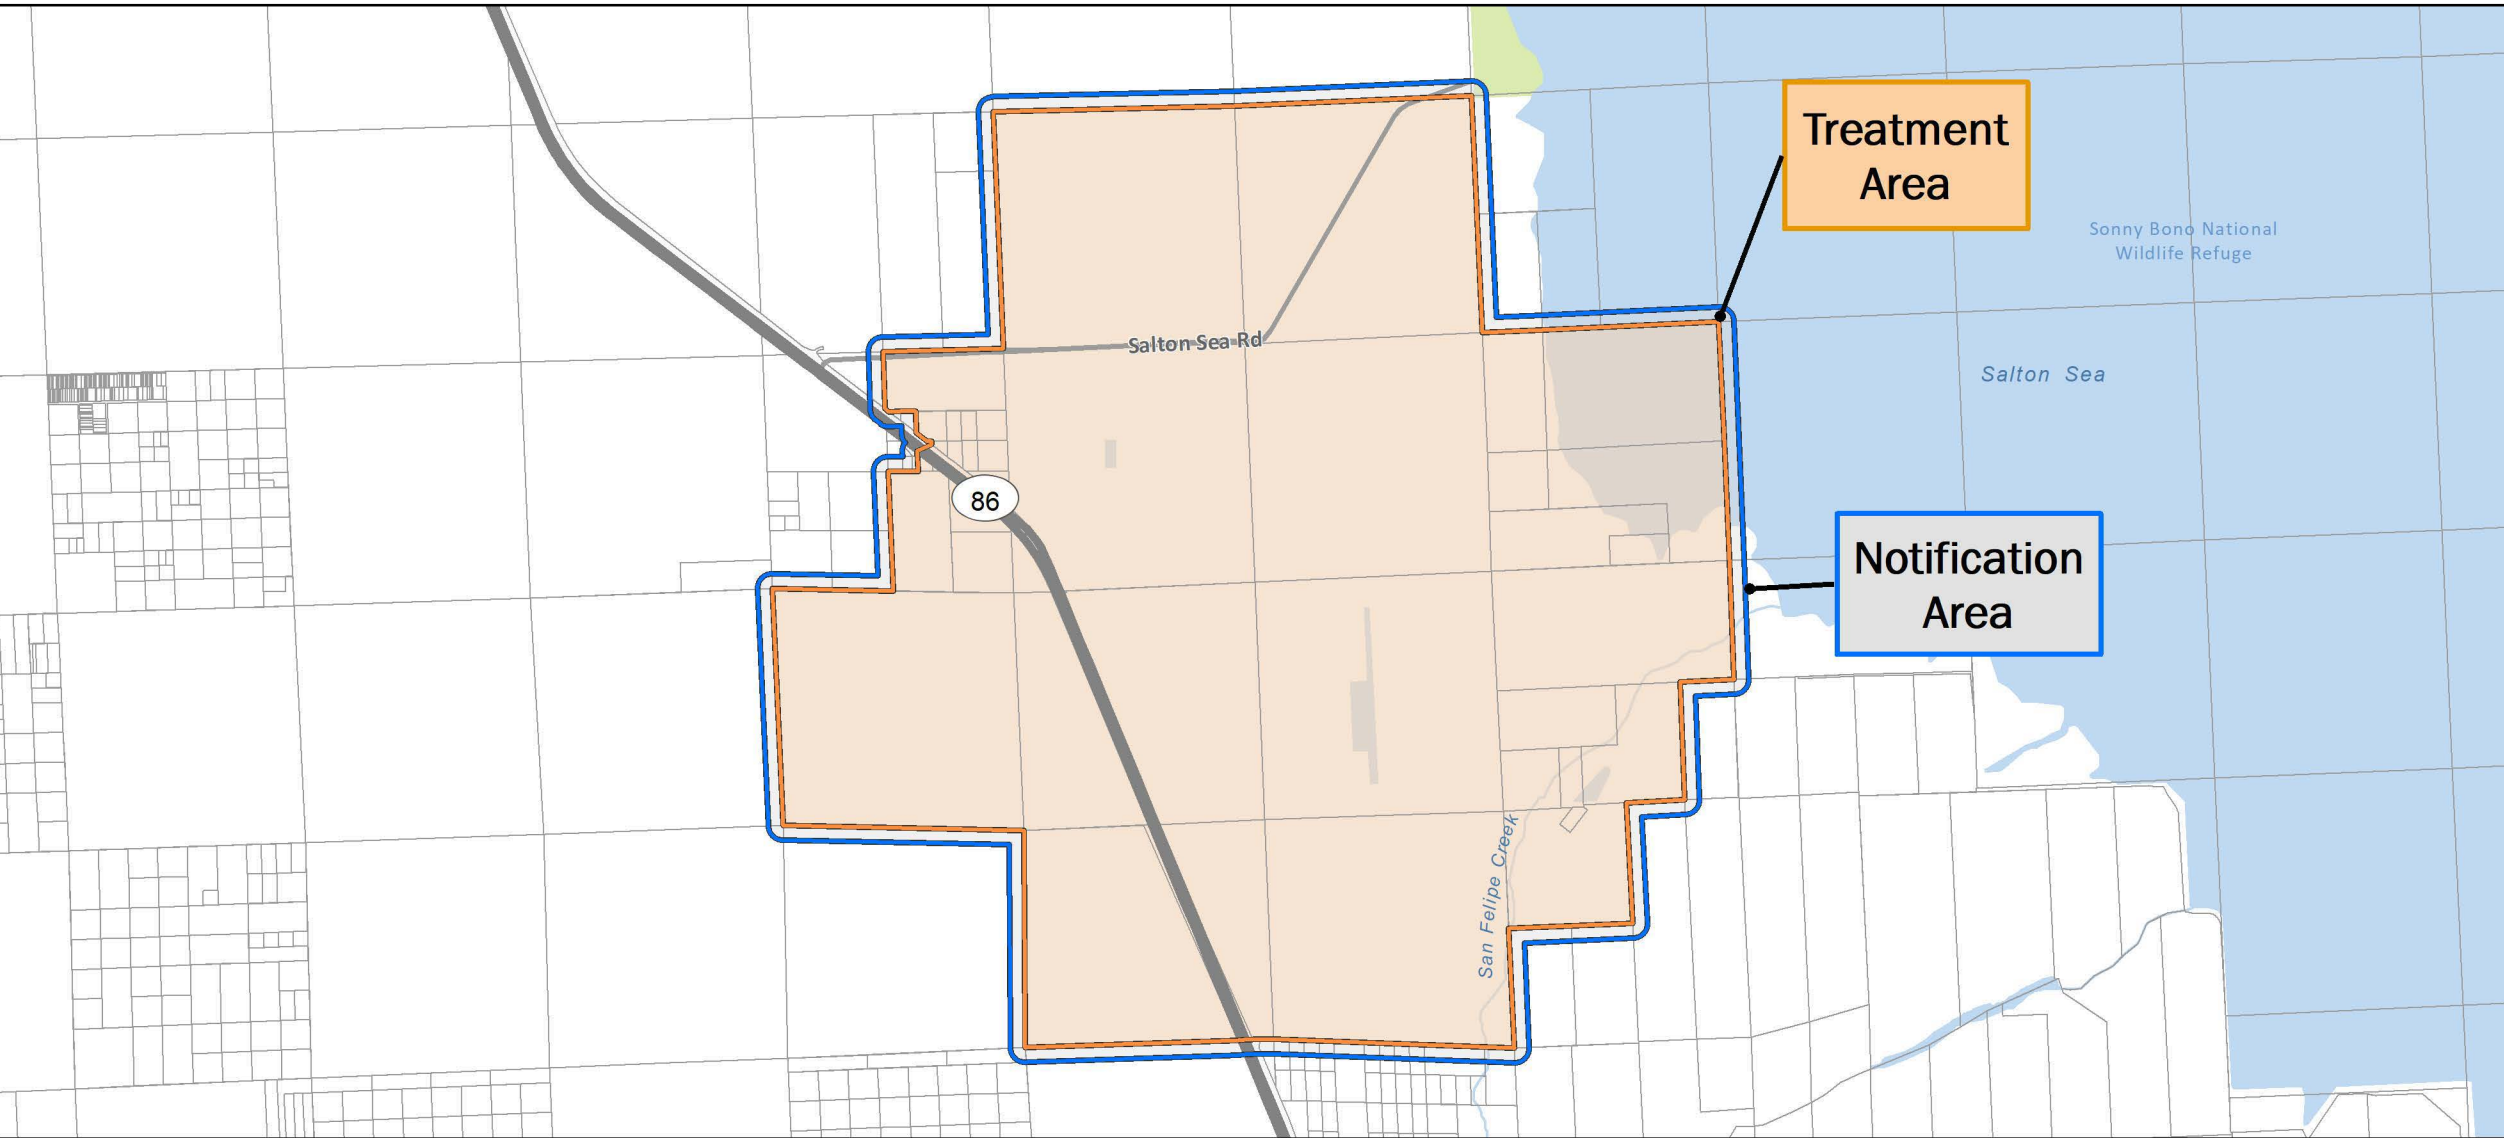 Treatment
Area
Sonny Bono National
Wildlife Refuge
Salton Sea Rd
Salton Sea
86
Notification
Area
San Felipe Creek